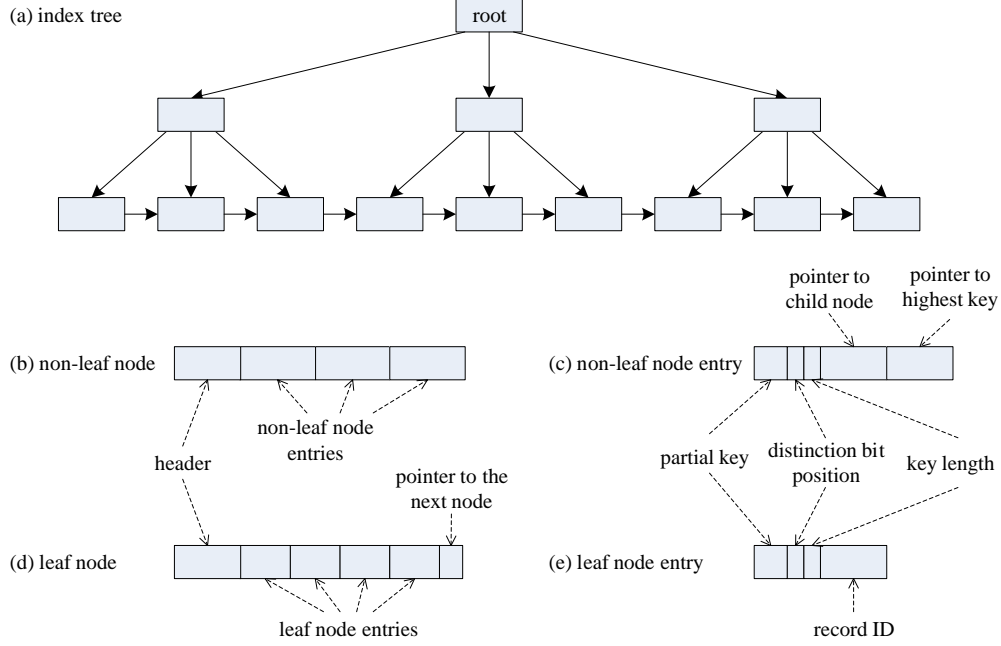 (a) index tree
root
pointer to
child node
pointer to
highest key
(b) non-leaf node
(c) non-leaf node entry
non-leaf node
entries
header
pointer to the
next node
partial key
distinction bit
position
key length
(d) leaf node
(e) leaf node entry
leaf node entries
record ID